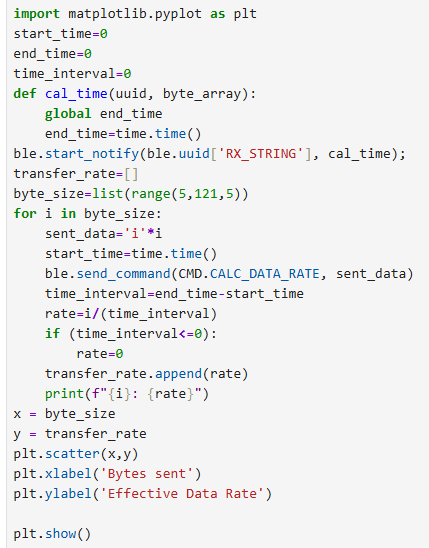 import matplotlib.pyplot as plt
start_time=0
end_time=0
time_interval=0
def cal_time(uuid, byte_array):
    global end_time
    end_time=time.time()
ble.start_notify(ble.uuid['RX_STRING'], cal_time);
transfer_rate=[]
byte_size=list(range(5,121,5))
for i in byte_size:
    sent_data='i'*i
    start_time=time.time()
    ble.send_command(CMD.CALC_DATA_RATE, sent_data)
    time_interval=end_time-start_time
    rate=i/(time_interval)
    if (time_interval<=0):
        rate=0
    transfer_rate.append(rate)
    print(f"{i}: {rate}")
x = byte_size
y = transfer_rate
plt.scatter(x,y)
plt.xlabel('Bytes sent')
plt.ylabel('Effective Data Rate')

plt.show()